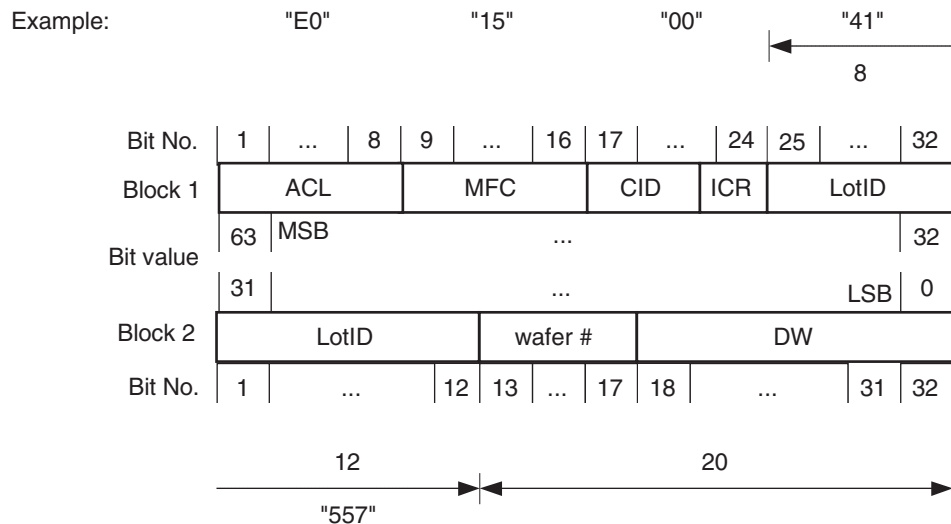 Example: "E0" "15" "00" "41"
8
Bit No. 1 ... 8 9 ... 16 17 ... 24 25 ... 32
Block 1 ACL MFC CID ICR LotID
63 MSB ... 32
Bit value
31 ... LSB 0
Block 2 LotID wafer # DW
Bit No. 1 ... 12 13 ... 17 18 ... 31 32
12 20
"557"